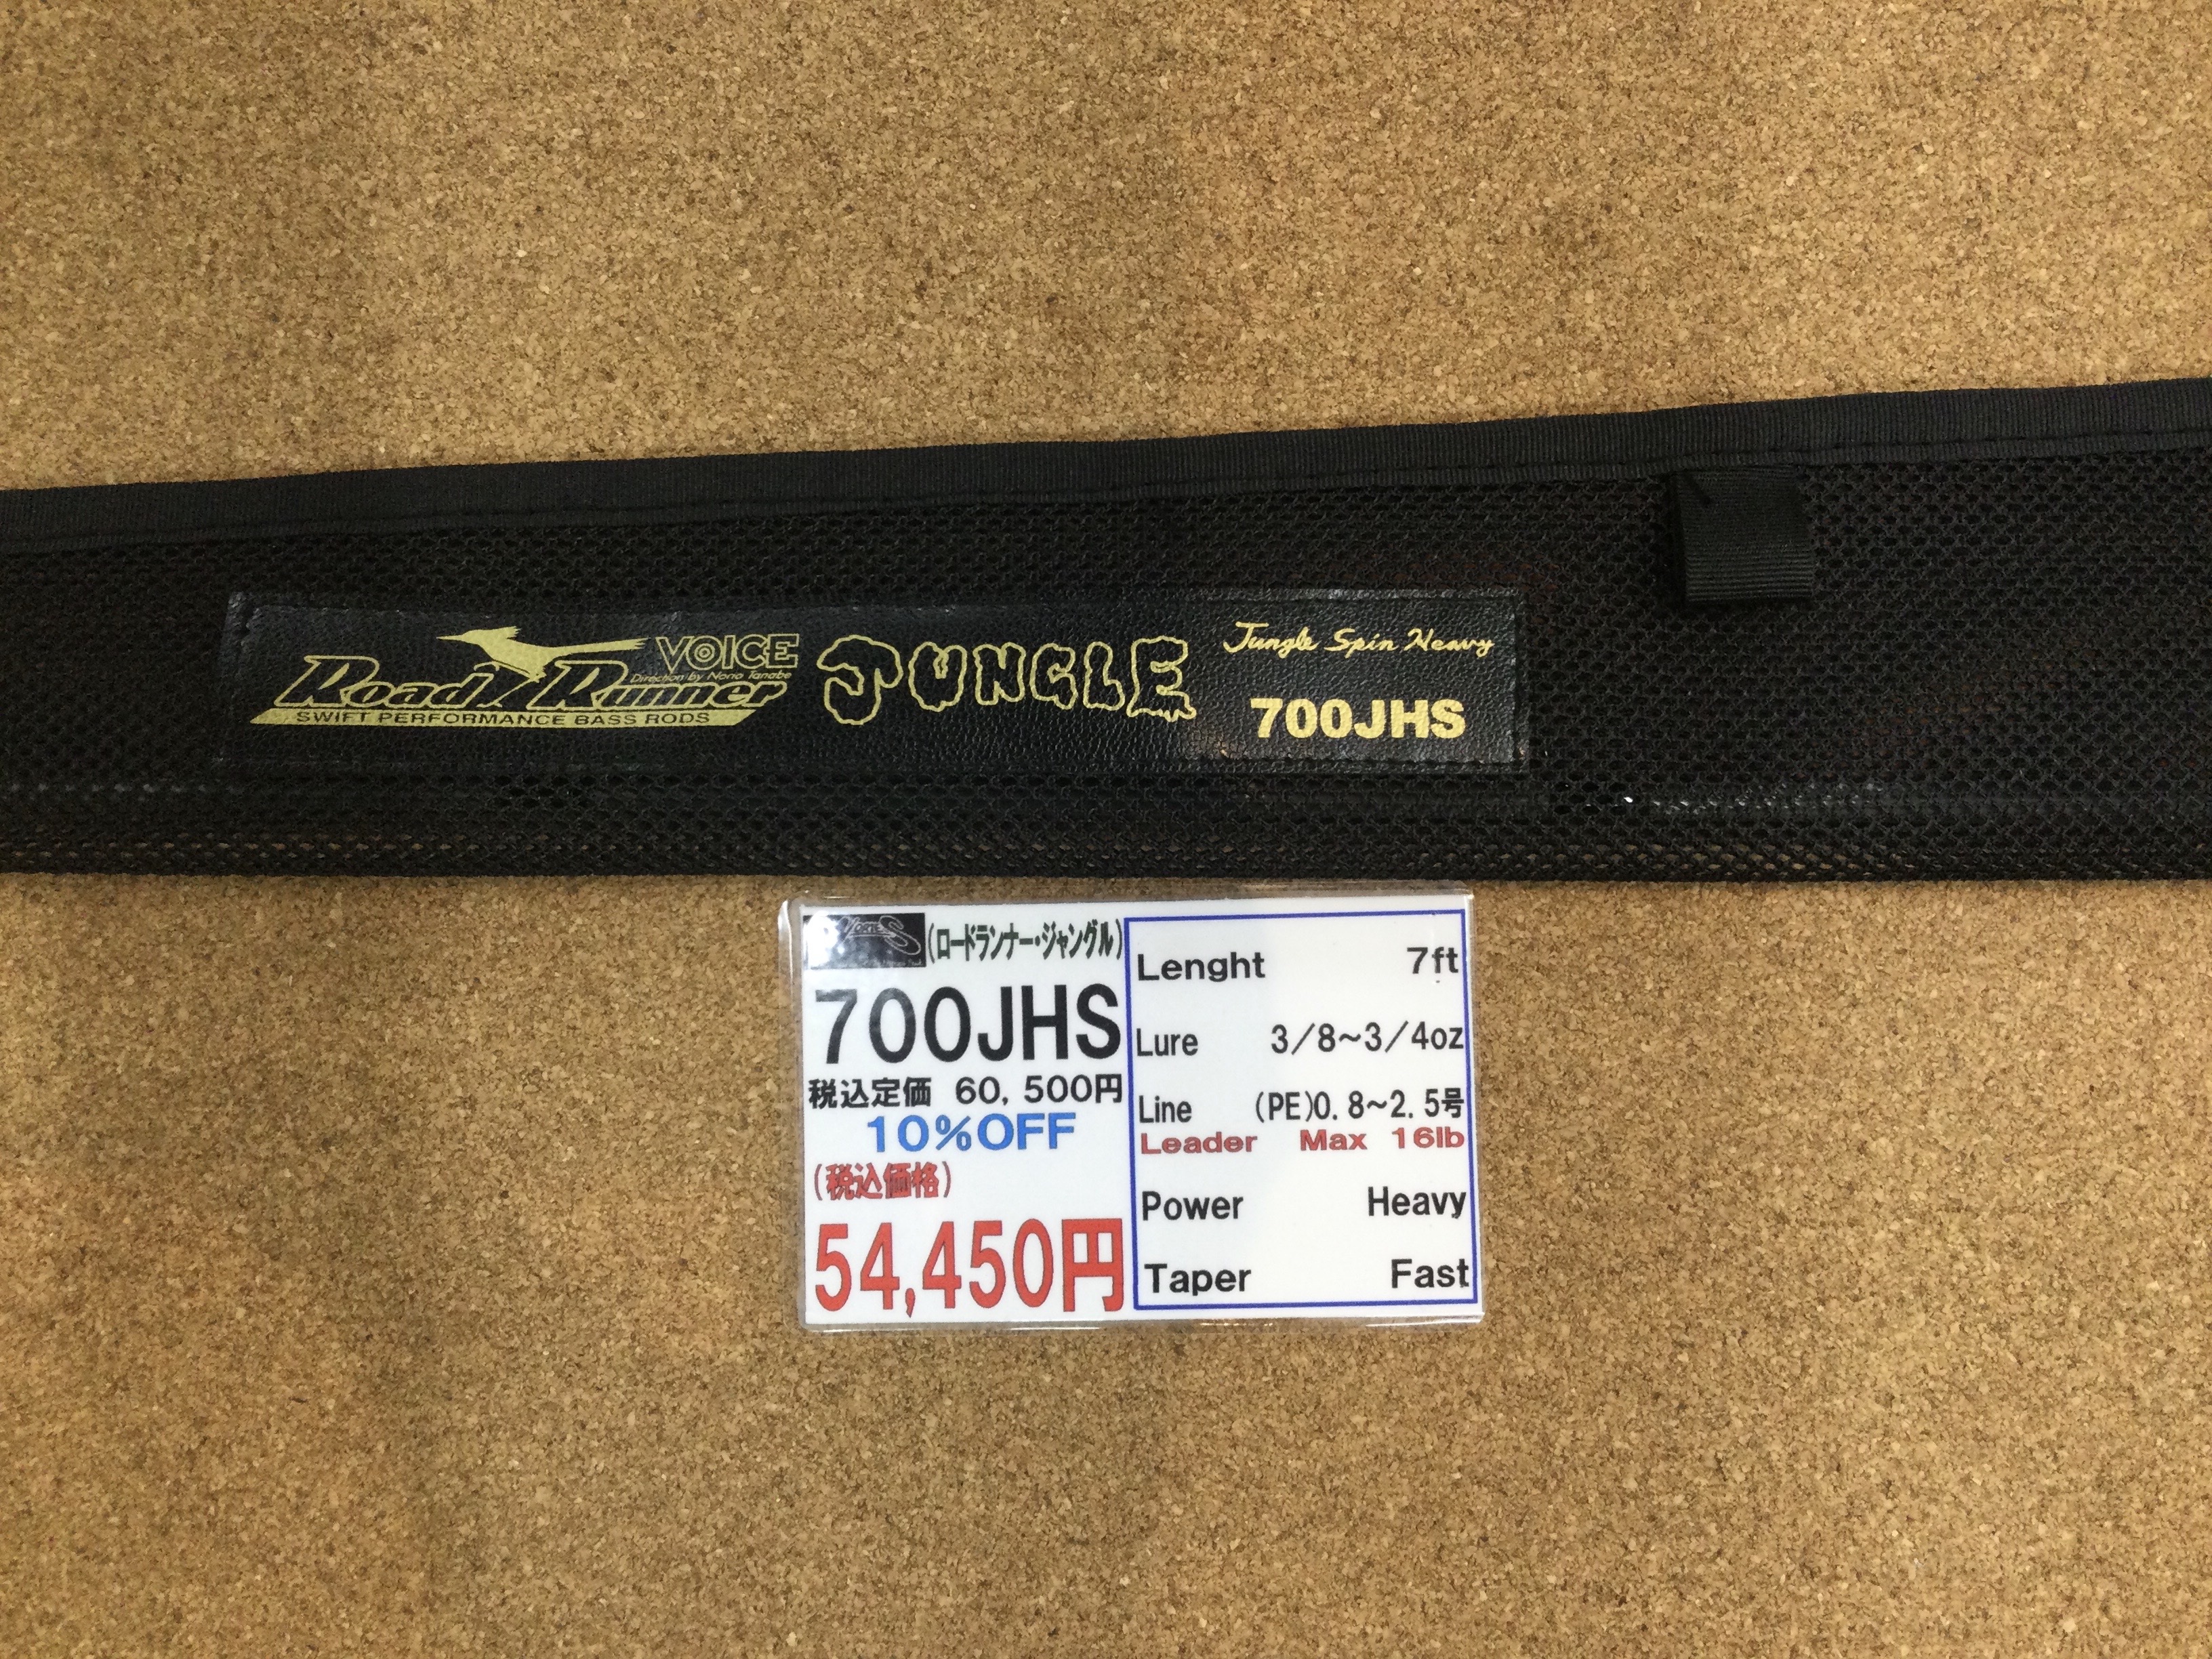 VOICE
Road Runner
Direction by Norio Tanabe
SWIFT PERFORMANCE BASS RODS
JUNGLE
Jungle Spin Heavy
700JHS
(ロードランナー・ジャングル)
700JHS
税込定価 60,500円
10%OFF
(税込価格)
54,450円
Lenght 7ft
Lure 3/8~3/4oz
Line (PE)0.8~2.5号
Leader Max 16lb
Power Heavy
Taper Fast